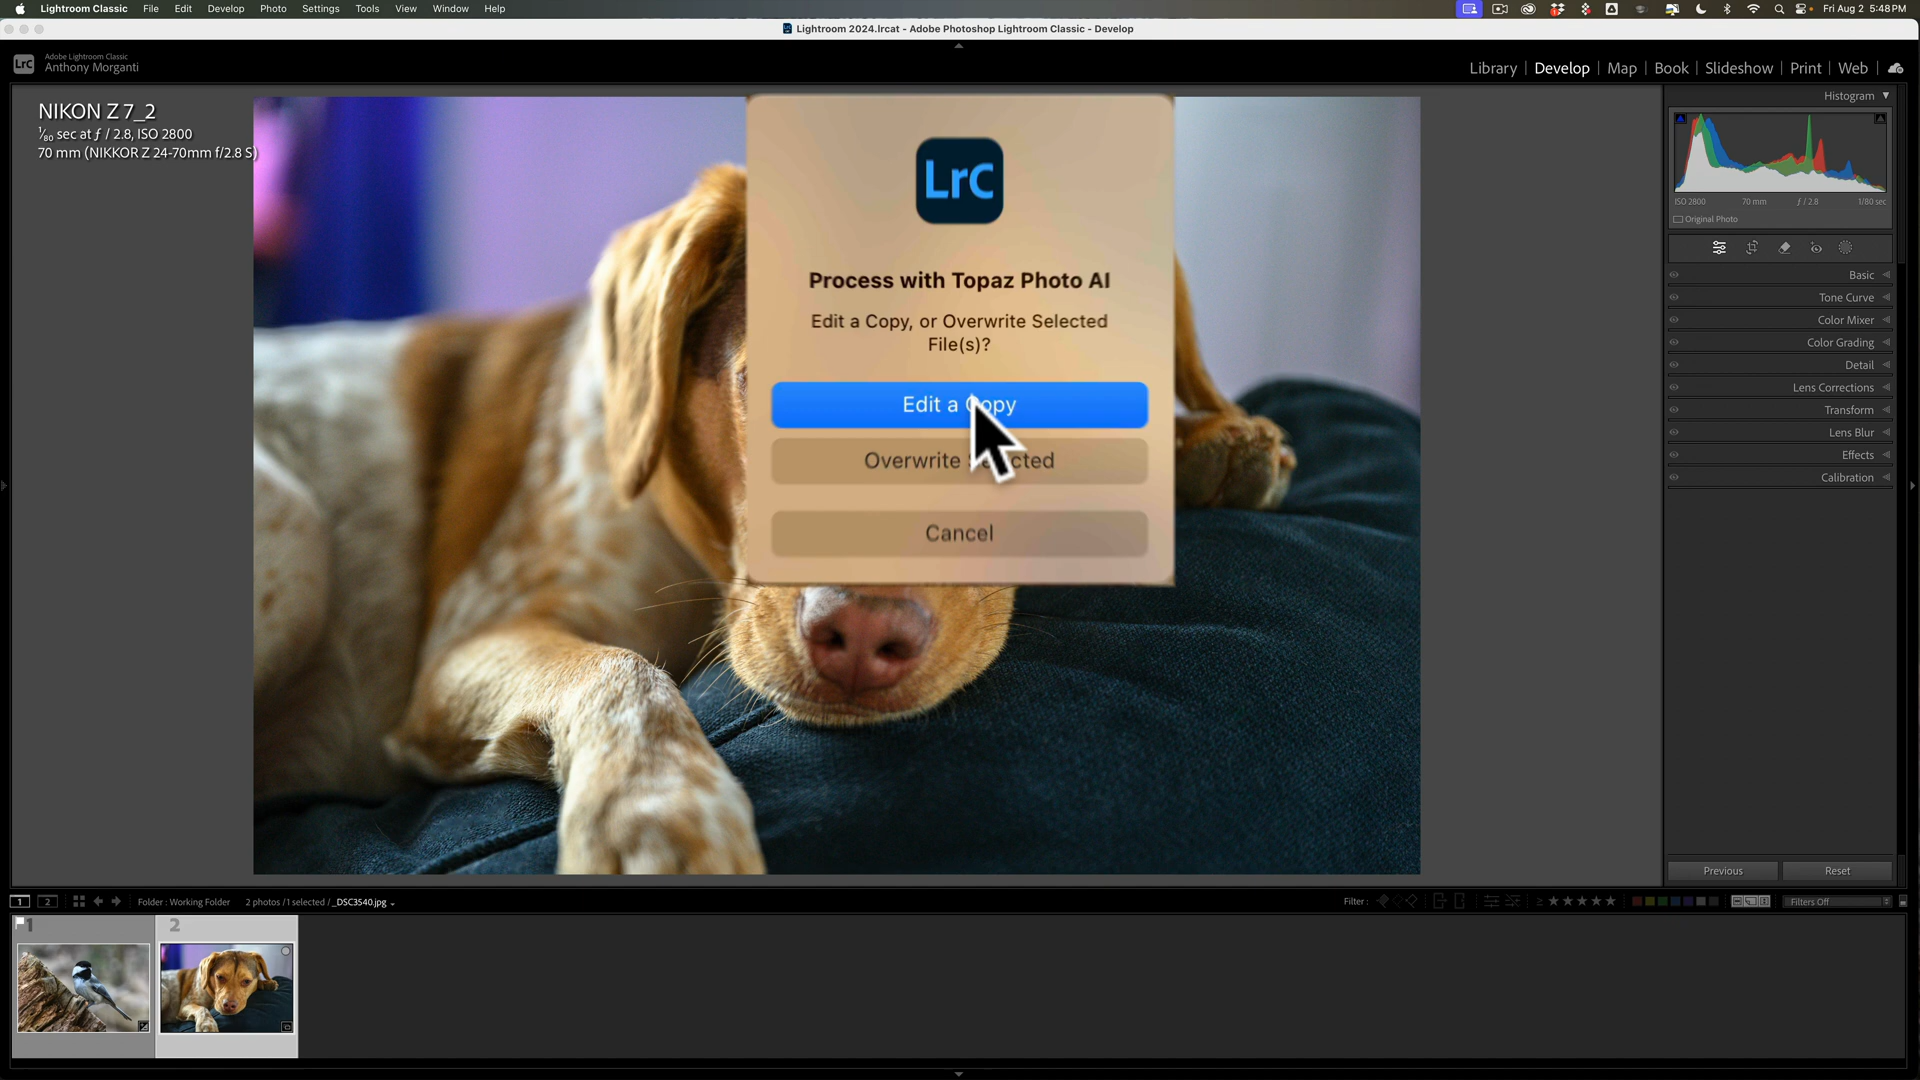 Lightroom Classic File Edit Develop Photo Settings Tools View Window Help
Fri Aug 2 5:48 PM
Lightroom 2024.lrcat - Adobe Photoshop Lightroom Classic - Develop
LrC
Adobe Lightroom Classic
Anthony Morganti
Library | Develop | Map | Book | Slideshow | Print | Web |
NIKON Z 7_2
1/80 sec at ƒ / 2.8, ISO 2800
70 mm (NIKKOR Z 24-70mm f/2.8 S)
LrC
Process with Topaz Photo AI
Edit a Copy, or Overwrite Selected
File(s)?
Edit a Copy
Overwrite Selected
Cancel
Histogram
ISO 2800 70 mm ƒ / 2.8 1/80 sec
Original Photo
Basic
Tone Curve
Color Mixer
Color Grading
Detail
Lens Corrections
Transform
Lens Blur
Effects
Calibration
Previous Reset
1 2 Folder : Working Folder 2 photos / 1 selected / _DSC3540.jpg
Filter : Filters Off
1 2